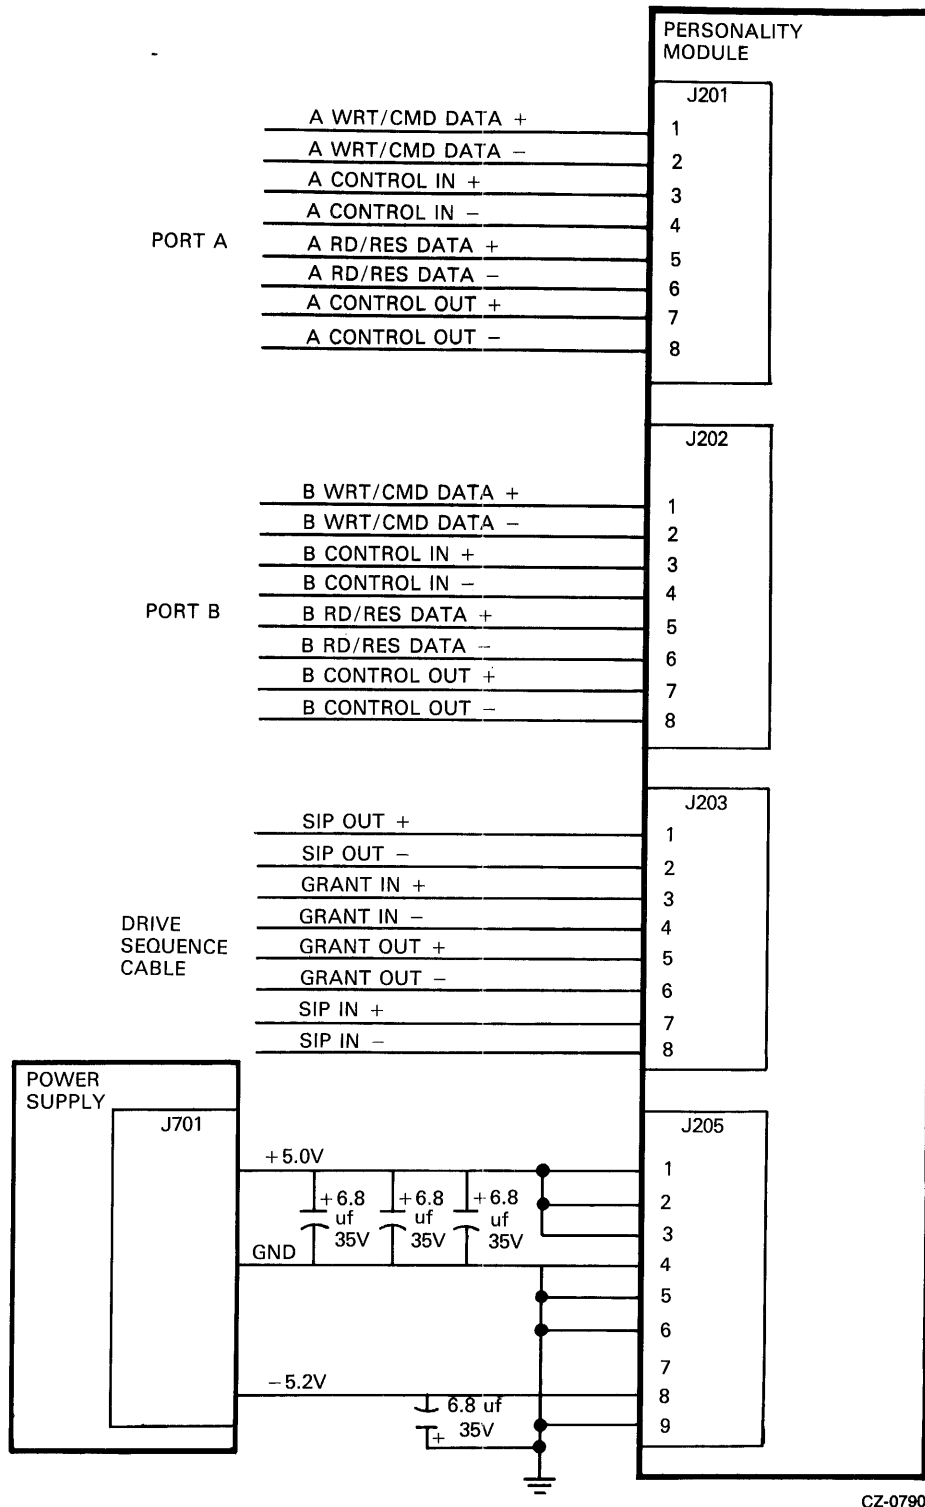 PERSONALITY
MODULE
J201
A WRT/CMD DATA +
1
A WRT/CMD DATA −
2
A CONTROL IN +
3
A CONTROL IN −
4
PORT A
A RD/RES DATA +
5
A RD/RES DATA −
6
A CONTROL OUT +
7
A CONTROL OUT −
8
J202
B WRT/CMD DATA +
1
B WRT/CMD DATA −
2
B CONTROL IN +
3
B CONTROL IN −
4
PORT B
B RD/RES DATA +
5
B RD/RES DATA −
6
B CONTROL OUT +
7
B CONTROL OUT −
8
J203
SIP OUT +
1
SIP OUT −
2
GRANT IN +
3
GRANT IN −
4
DRIVE
SEQUENCE
CABLE
GRANT OUT +
5
GRANT OUT −
6
SIP IN +
7
SIP IN −
8
POWER
SUPPLY
J701
J205
+5.0V
1
+6.8
uf
35V
+6.8
uf
35V
+6.8
uf
35V
2
3
GND
4
5
6
7
−5.2V
8
6.8 uf
35V
+
9
CZ-0790